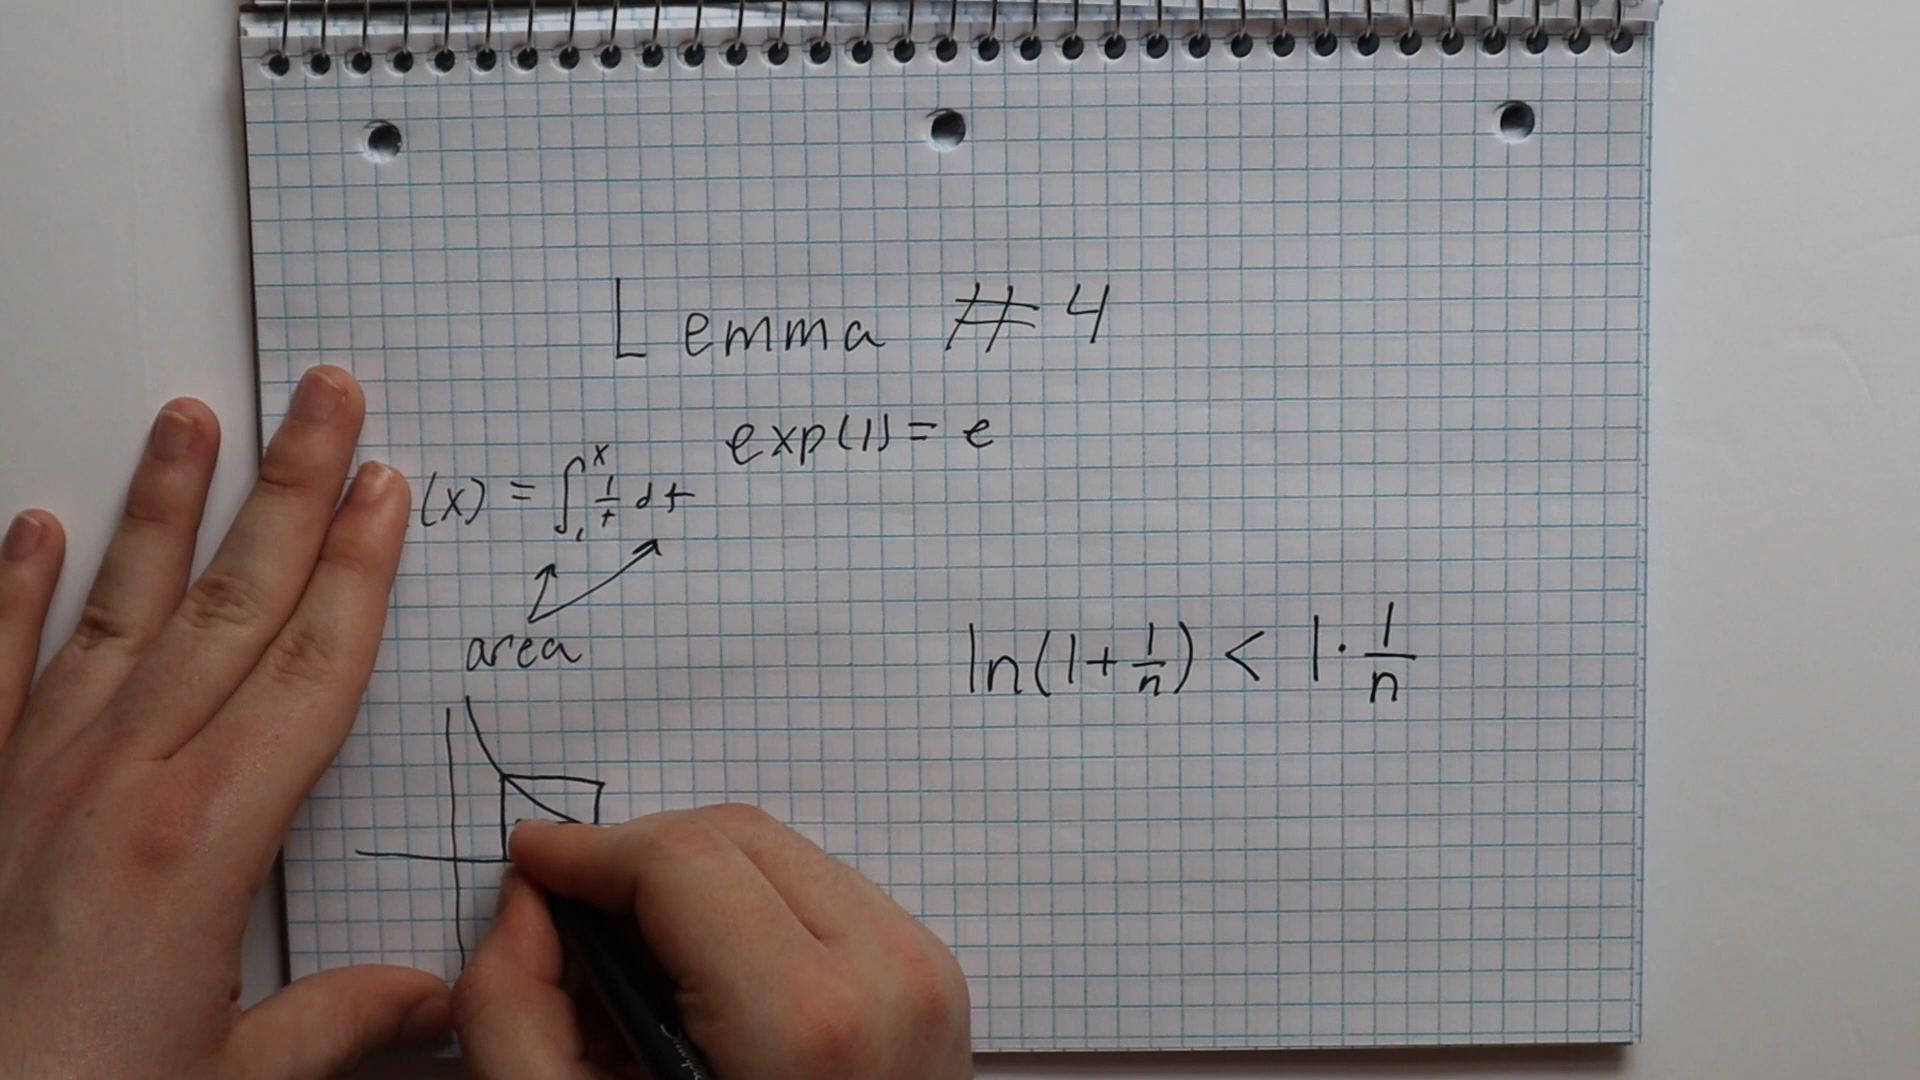 Lemma # 4
exp(1) = e
(x) = ∫₁ˣ 1/t dt
area
ln(1+1/n) < 1·1/n